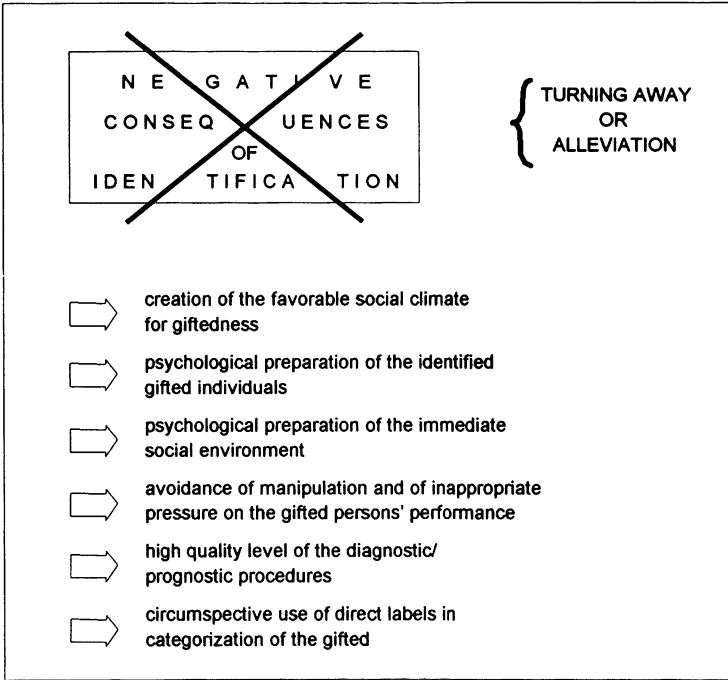 NEGATIVE
CONSEQUENCES
OF
IDENTIFICATION
TURNING AWAY
OR
ALLEVIATION
creation of the favorable social climate
for giftedness
psychological preparation of the identified
gifted individuals
psychological preparation of the immediate
social environment
avoidance of manipulation and of inappropriate
pressure on the gifted persons' performance
high quality level of the diagnostic/
prognostic procedures
circumspective use of direct labels in
categorization of the gifted